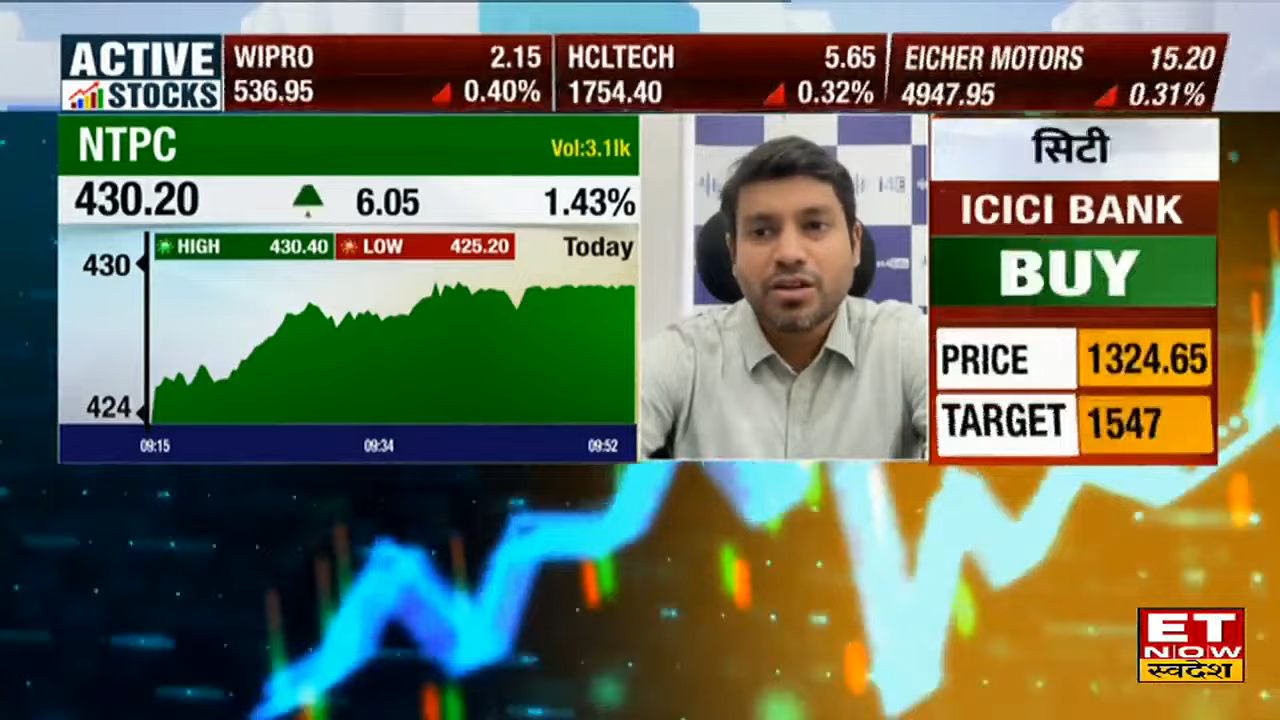 ACTIVE STOCKS
WIPRO 2.15
536.95 0.40%
HCLTECH 5.65
1754.40 0.32%
EICHER MOTORS 15.20
4947.95 0.31%
NTPC Vol:3.1lk
430.20 6.05 1.43%
HIGH 430.40 LOW 425.20 Today
430
424
09:15 09:34 09:52
सिटी
ICICI BANK
BUY
PRICE 1324.65
TARGET 1547
ET
NOW
स्वदेश